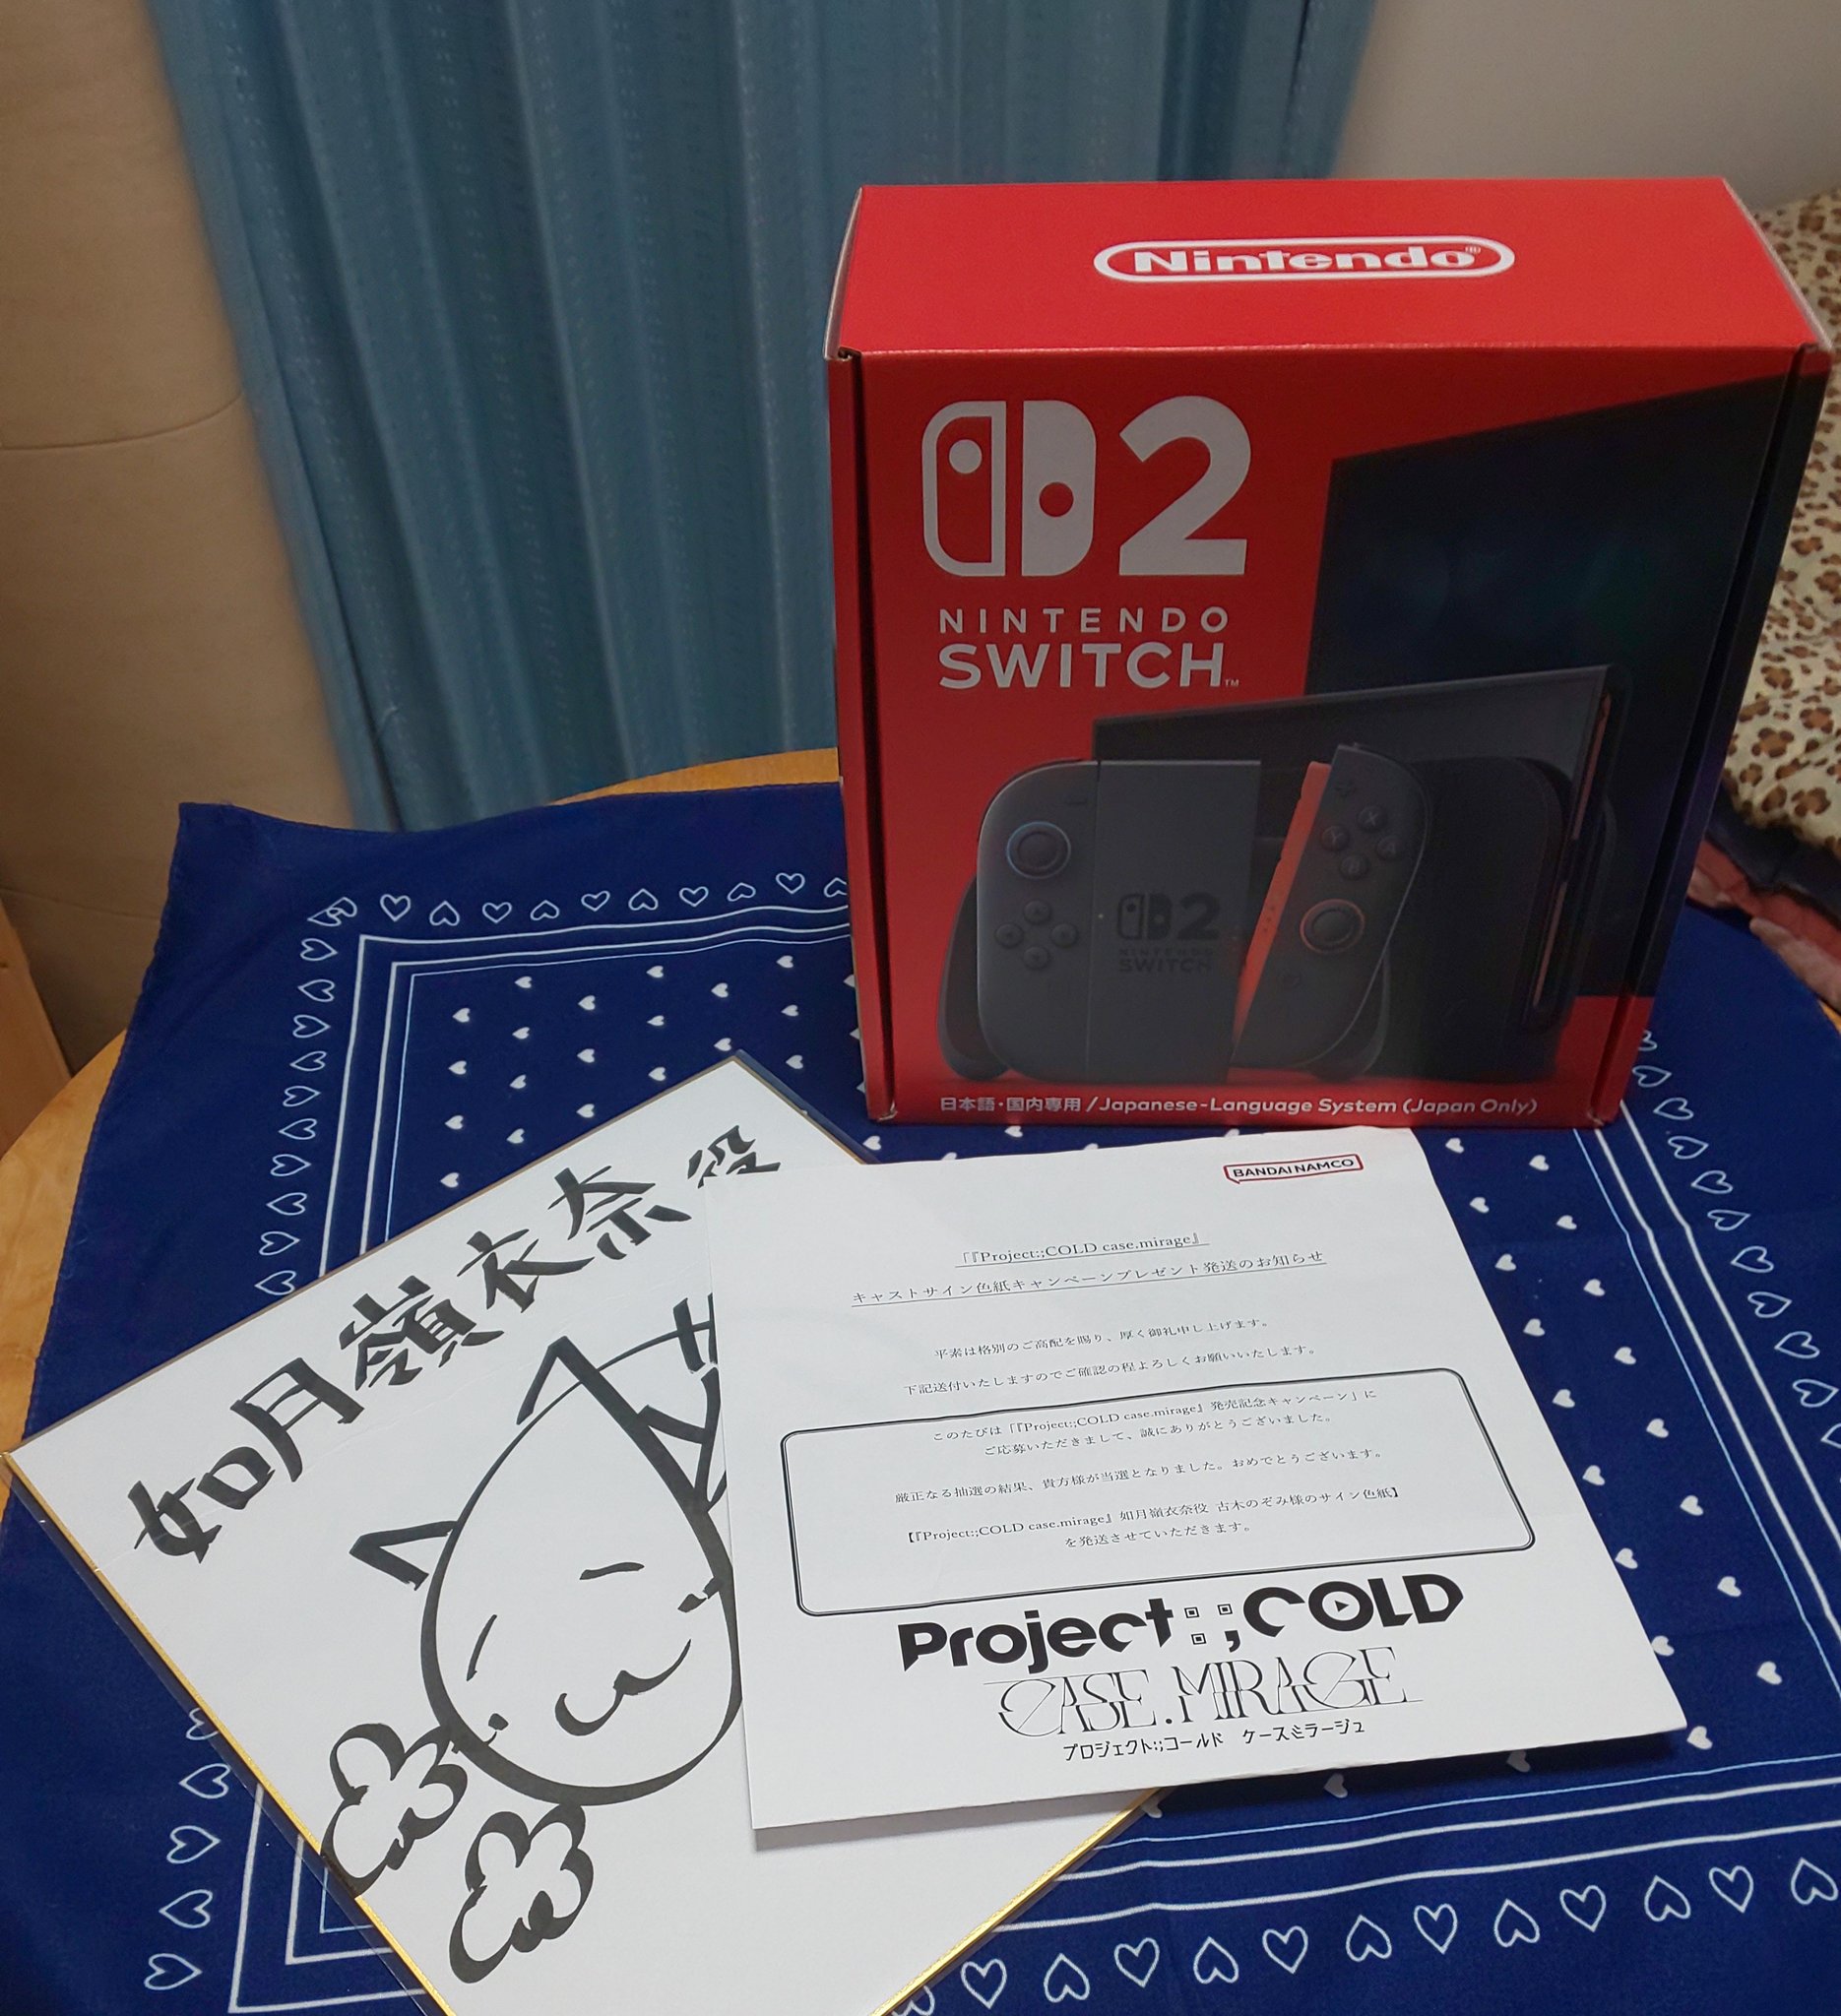 Nintendo®
2
NINTENDO
SWITCH™
2
NINTENDO
SWITCH
日本語・国内専用 / Japanese-Language System (Japan Only)
如月嶺衣奈 役
BANDAI NAMCO
「『Project:;COLD case.mirage』
キャストサイン色紙キャンペーンプレゼント発送のお知らせ
平素は格別のご高配を賜り、厚く御礼申し上げます。
下記送付いたしますのでご確認の程よろしくお願いいたします。
このたびは「『Project:;COLD case.mirage』発売記念キャンペーン」に
ご応募いただきまして、誠にありがとうございました。
厳正なる抽選の結果、貴方様が当選となりました。おめでとうございます。
【『Project:;COLD case.mirage』如月嶺衣奈役 古木のぞみ様のサイン色紙】
を発送させていただきます。
Project:;COLD
CASE.MIRAGE
プロジェクト:;コールド ケースミラージュ